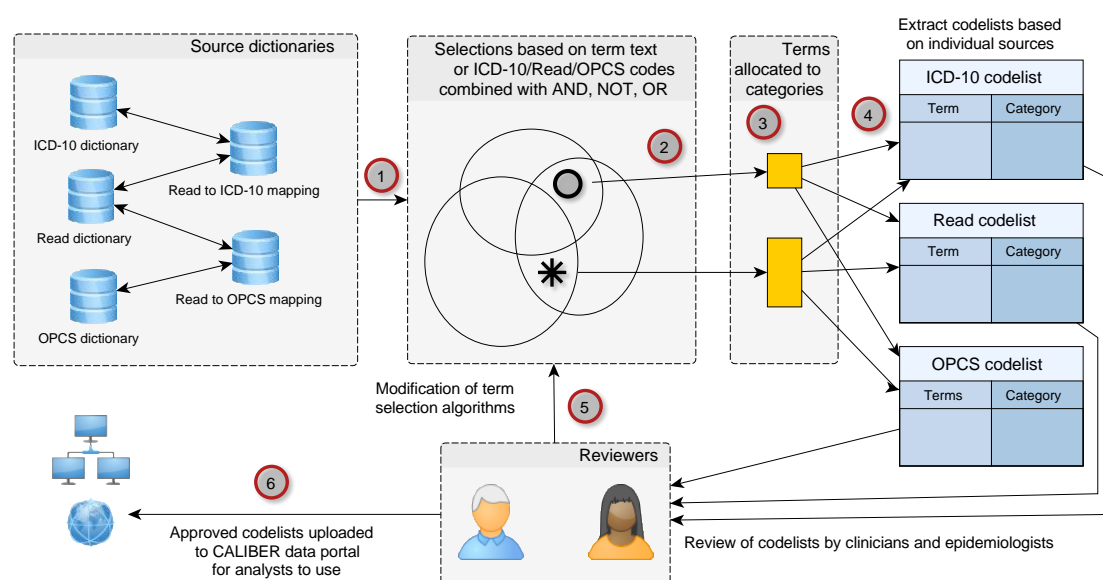 Source dictionaries
ICD-10 dictionary
Read to ICD-10 mapping
Read dictionary
Read to OPCS mapping
OPCS dictionary
1
Selections based on term text
or ICD-10/Read/OPCS codes
combined with AND, NOT, OR
2
Terms
allocated to
categories
3
4
Extract codelists based
on individual sources
ICD-10 codelist
Term Category
Read codelist
Term Category
OPCS codelist
Terms Category
Modification of term
selection algorithms
5
Reviewers
Review of codelists by clinicians and epidemiologists
6
Approved codelists uploaded
to CALIBER data portal
for analysts to use